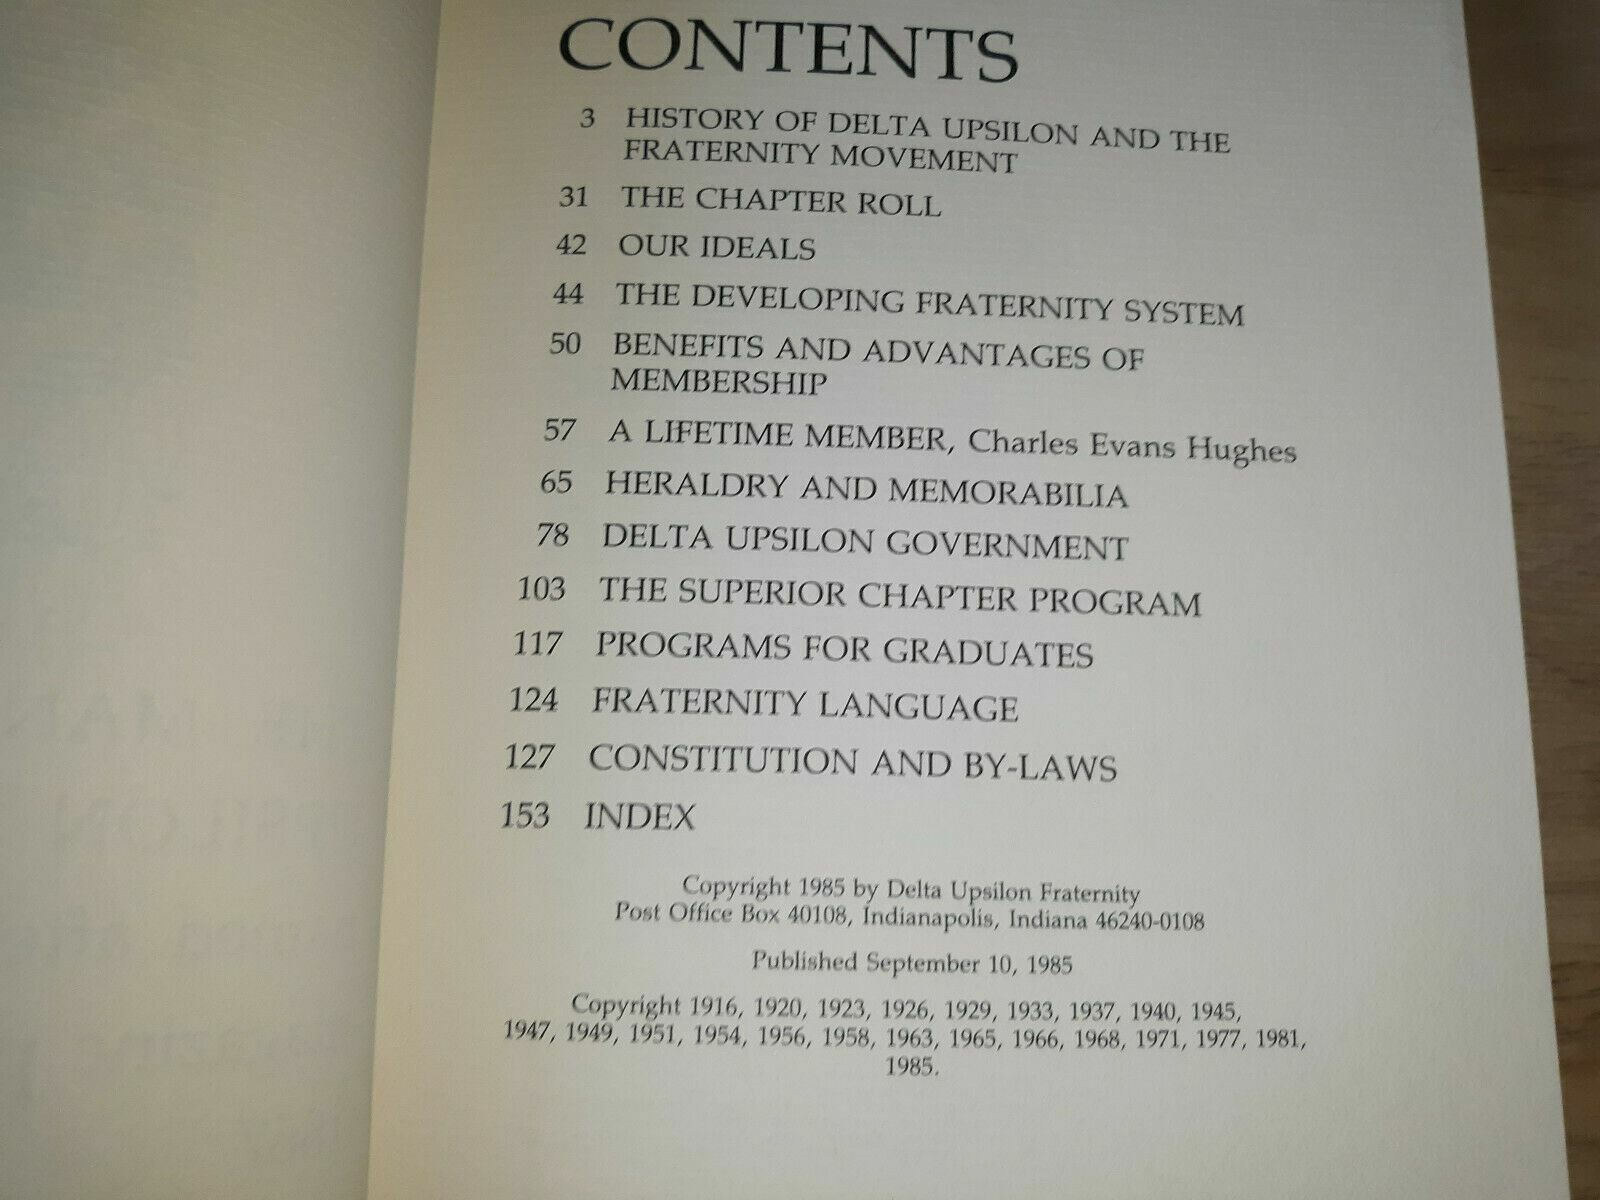 CONTENTS
3 HISTORY OF DELTA UPSILON AND THE
FRATERNITY MOVEMENT
31 THE CHAPTER ROLL
42 OUR IDEALS
44 THE DEVELOPING FRATERNITY SYSTEM
50 BENEFITS AND ADVANTAGES OF
MEMBERSHIP
57 A LIFETIME MEMBER, Charles Evans Hughes
65 HERALDRY AND MEMORABILIA
78 DELTA UPSILON GOVERNMENT
103 THE SUPERIOR CHAPTER PROGRAM
117 PROGRAMS FOR GRADUATES
124 FRATERNITY LANGUAGE
127 CONSTITUTION AND BY-LAWS
153 INDEX
Copyright 1985 by Delta Upsilon Fraternity
Post Office Box 40108, Indianapolis, Indiana 46240-0108
Published September 10, 1985
Copyright 1916, 1920, 1923, 1926, 1929, 1933, 1937, 1940, 1945,
1947, 1949, 1951, 1954, 1956, 1958, 1963, 1965, 1966, 1968, 1971, 1977, 1981,
1985.